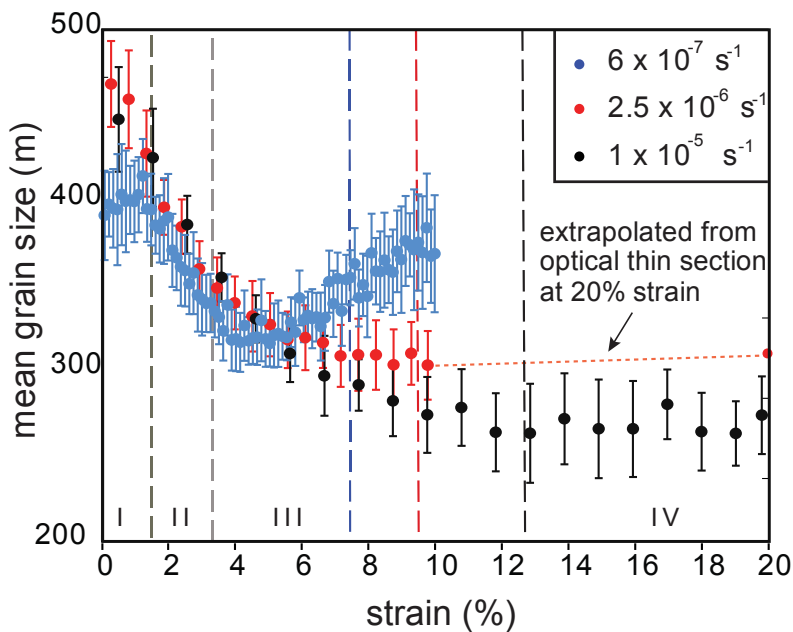 500
6 x 10⁻⁷ s⁻¹
2.5 x 10⁻⁶ s⁻¹
1 x 10⁻⁵ s⁻¹
400
extrapolated from
optical thin section
at 20% strain
300
mean grain size (m)
I II III IV
200
0 2 4 6 8 10 12 14 16 18 20
strain (%)